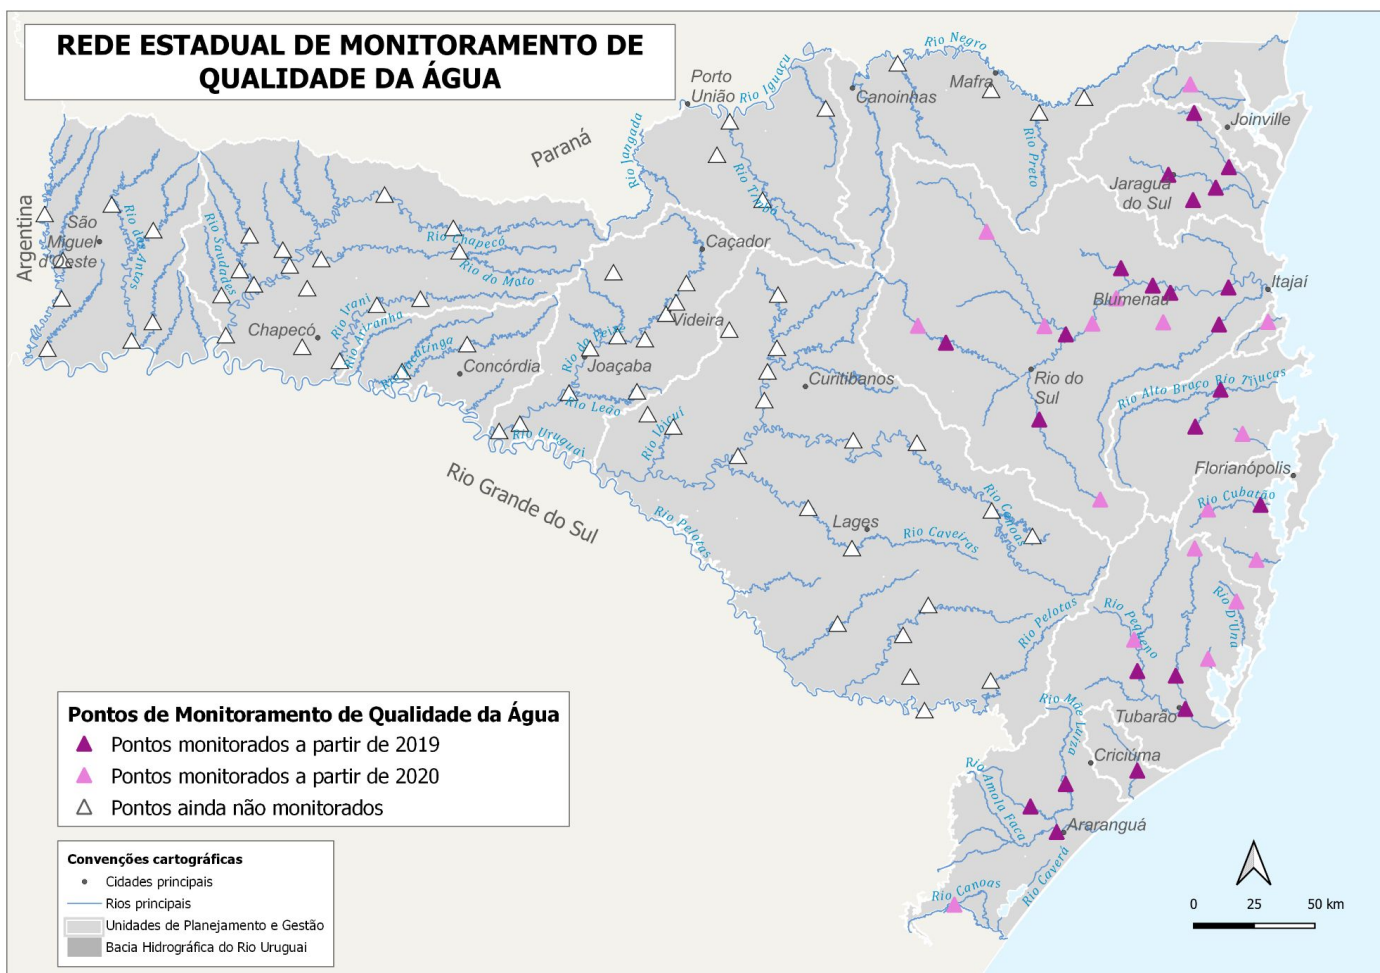 REDE ESTADUAL DE MONITORAMENTO DE
QUALIDADE DA ÁGUA
Porto
União
Rio Iguaçu
Rio Negro
Canoinhas
Mafra
Rio Preto
Joinville
Jaraguá
do Sul
Paraná
Rio Jangada
Rio Timbó
Argentina
São
Miguel
d'Oeste
Rio das Antas
Rio Saudades
Rio Chapecó
Rio do Mato
Caçador
Chapecó
Rio Irani
Rio Ariranha
Rio Jacutinga
Concórdia
Rio do Peixe
Videira
Joaçaba
Rio Leão
Rio Uruguai
Rio Ibicuí
Curitibanos
Blumenau
Itajaí
Rio do
Sul
Rio Alto Braço Rio Tijucas
Florianópolis
Rio Cubatão
Rio Grande do Sul
Rio Pelotas
Lages
Rio Caveiras
Rio Canoas
Rio Pelotas
Rio Pequeno
Rio D'Una
Rio Mãe Luiza
Tubarão
Criciúma
Rio Amola Faca
Araranguá
Rio Caverá
Rio Canoas
Pontos de Monitoramento de Qualidade da Água
Pontos monitorados a partir de 2019
Pontos monitorados a partir de 2020
Pontos ainda não monitorados
Convenções cartográficas
Cidades principais
Rios principais
Unidades de Planejamento e Gestão
Bacia Hidrográfica do Rio Uruguai
0 25 50 km